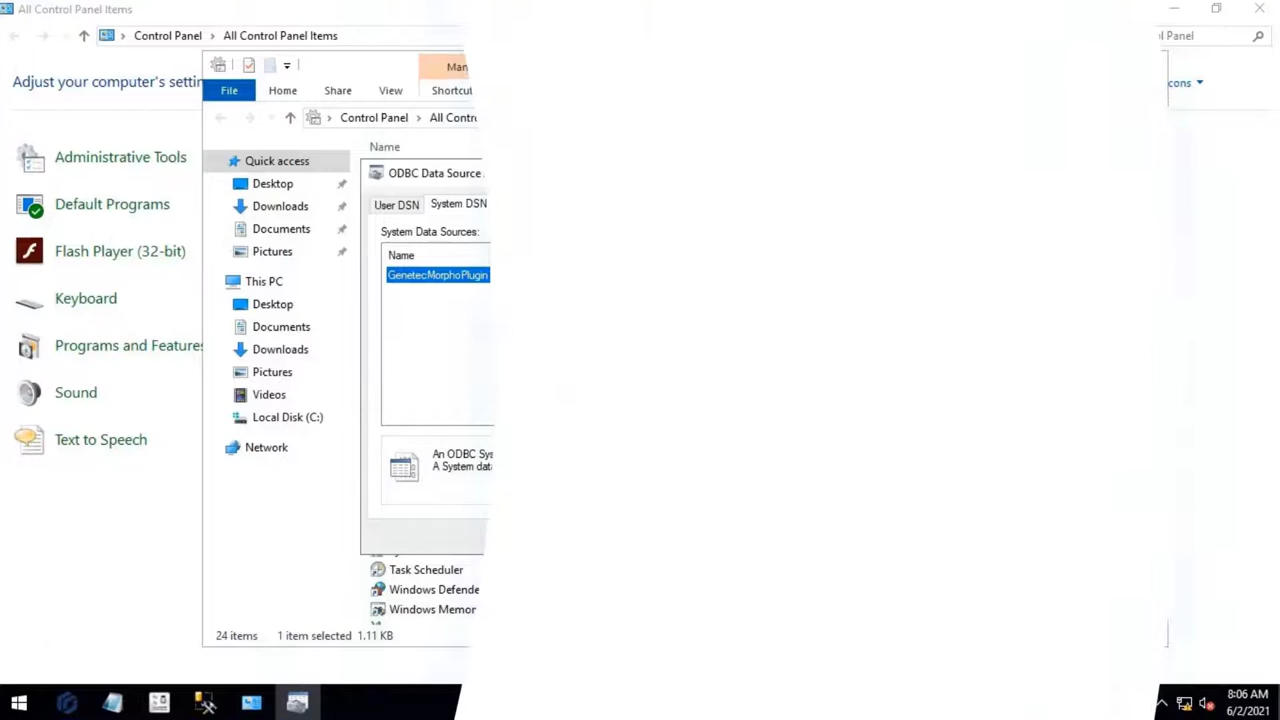 All Control Panel Items
Control Panel > All Control Panel Items
l Panel
Adjust your computer's settin
cons
Administrative Tools
Default Programs
Flash Player (32-bit)
Keyboard
Programs and Features
Sound
Text to Speech
Man
File Home Share View Shortcut
Control Panel > All Contr
Name
Quick access
Desktop
Downloads
Documents
Pictures
This PC
Desktop
Documents
Downloads
Pictures
Videos
Local Disk (C:)
Network
ODBC Data Source
User DSN System DSN
System Data Sources:
Name
GenetecMorphoPlugin
An ODBC Sys
A System data
Task Scheduler
Windows Defende
Windows Memor
24 items 1 item selected 1.11 KB
8:06 AM
6/2/2021